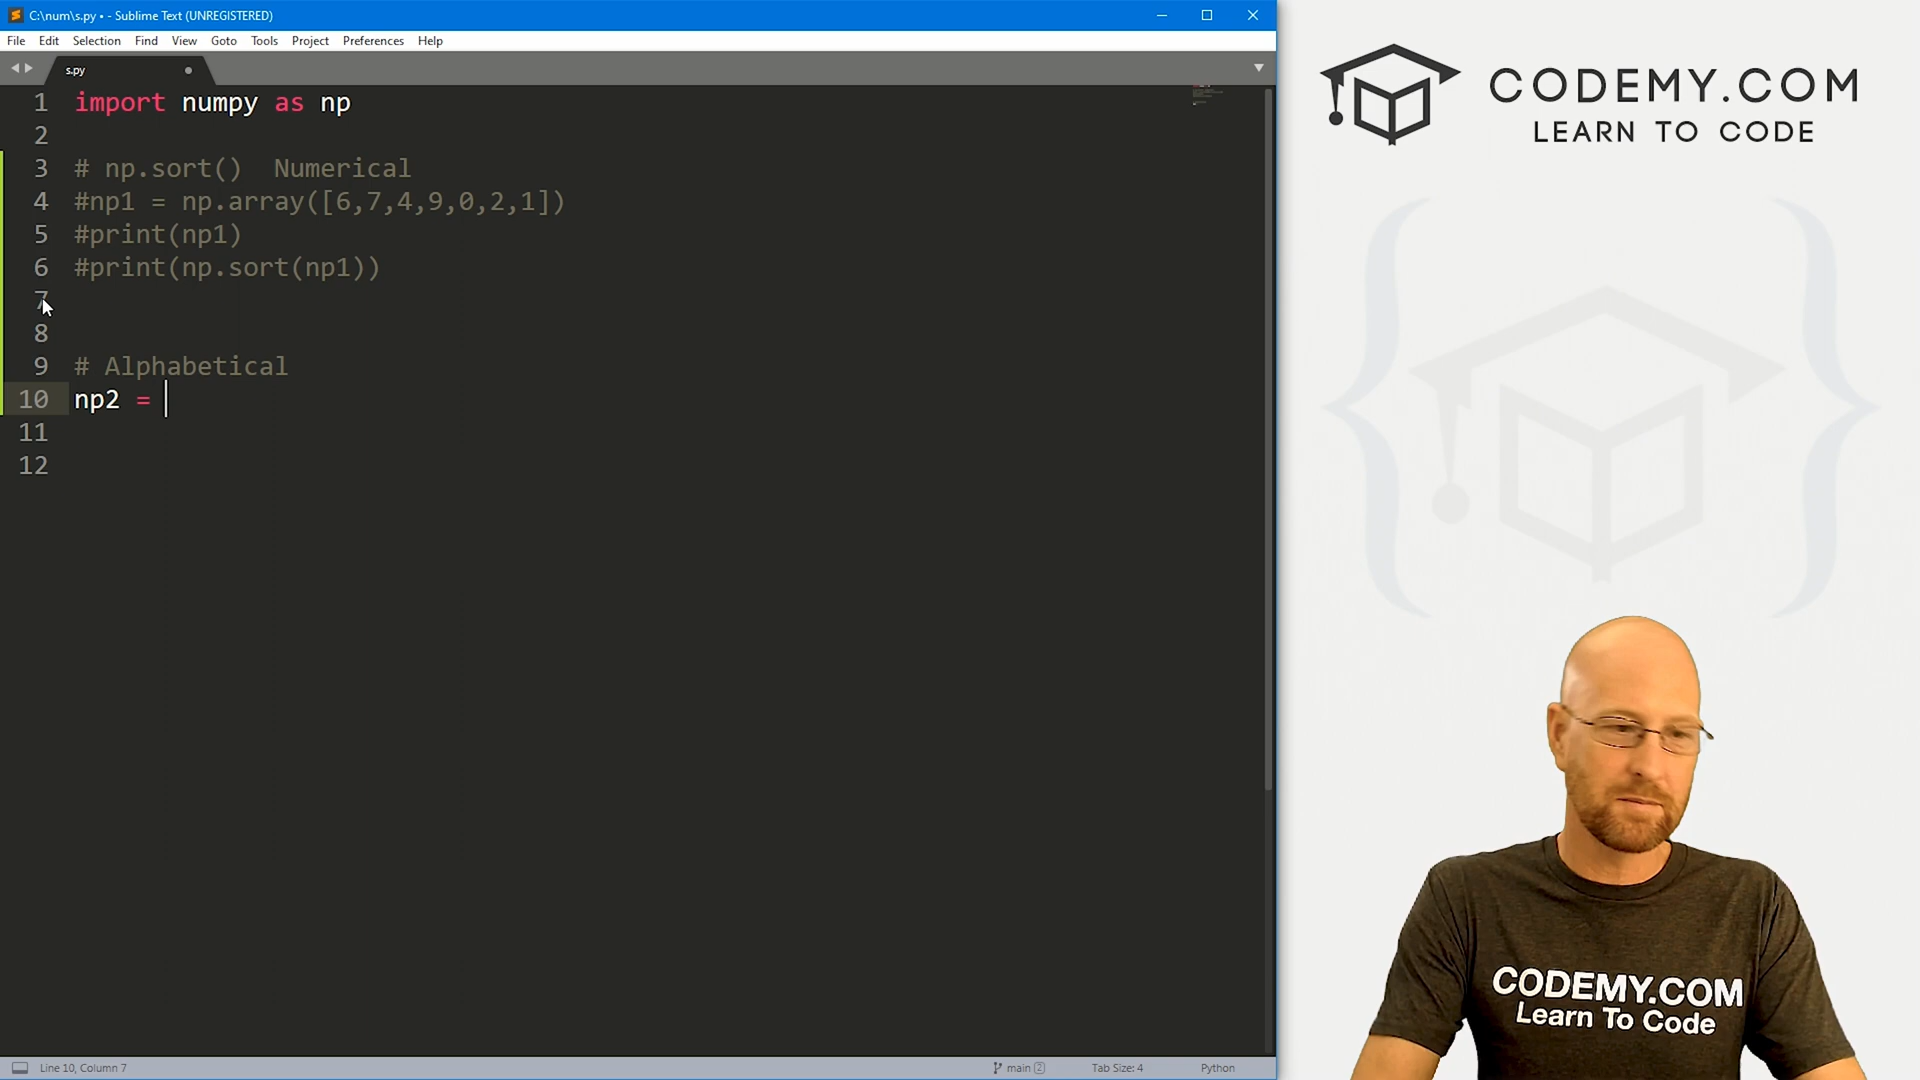 C:\num\s.py • - Sublime Text (UNREGISTERED)
File Edit Selection Find View Goto Tools Project Preferences Help
s.py
1 import numpy as np
2
3 # np.sort()  Numerical
4 #np1 = np.array([6,7,4,9,0,2,1])
5 #print(np1)
6 #print(np.sort(np1))
7
8
9 # Alphabetical
10 np2 =
11
12
Line 10, Column 7 main 2 Tab Size: 4 Python
CODEMY.COM
LEARN TO CODE
CODEMY.COM
Learn To Code